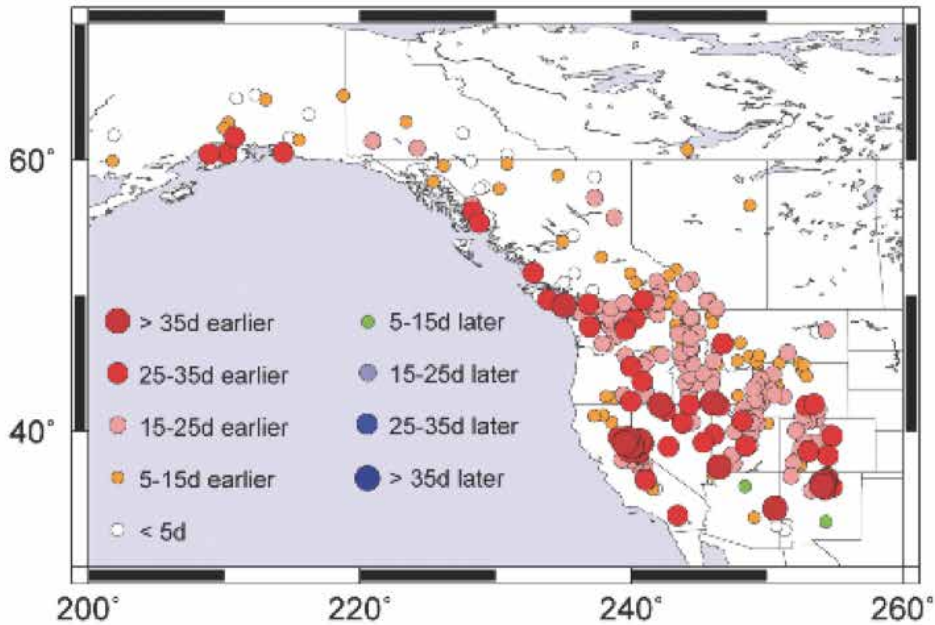 60°
40°
> 35d earlier
25-35d earlier
15-25d earlier
5-15d earlier
< 5d
5-15d later
15-25d later
25-35d later
> 35d later
200°
220°
240°
260°